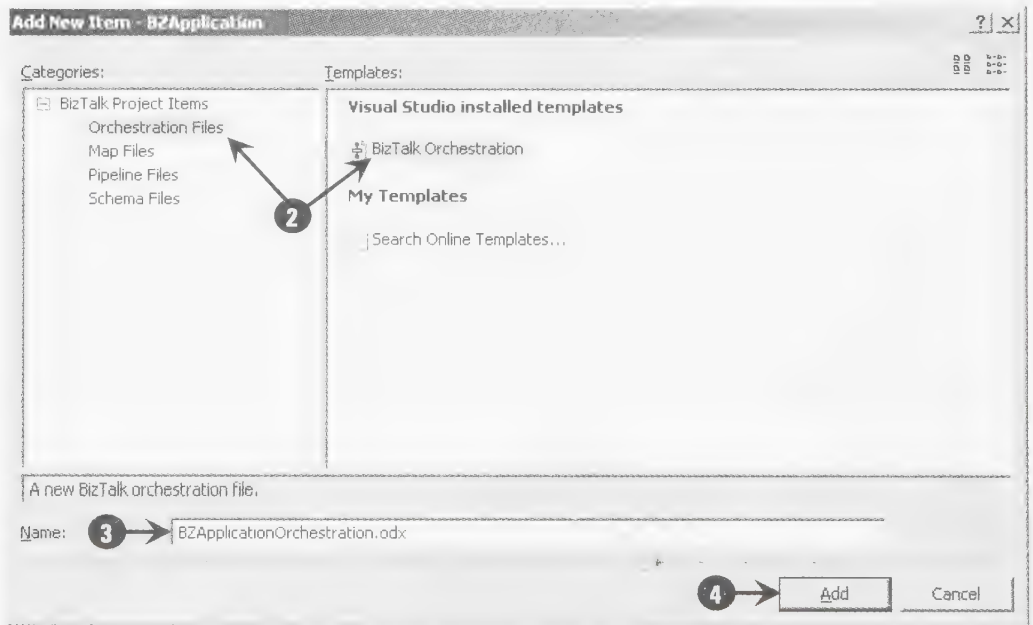 Add New Item - BZApplication
? ×
Categories:
Templates:
BizTalk Project Items
Orchestration Files
Map Files
Pipeline Files
Schema Files
Visual Studio installed templates
BizTalk Orchestration
My Templates
Search Online Templates...
2
A new BizTalk orchestration file.
Name:
3
BZApplicationOrchestration.odx
4
Add
Cancel